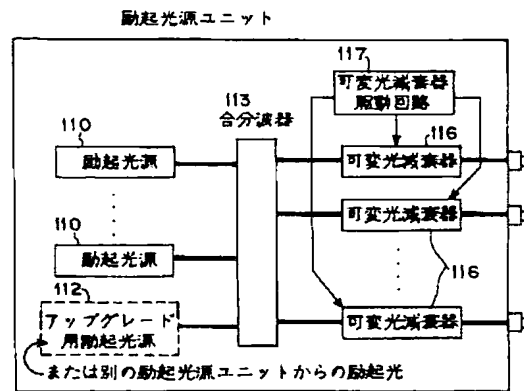 励起光源ユニット
117
可変光減衰器
駆動回路
113
合分波器
110
励起光源
116
可変光減衰器
可変光減衰器
110
励起光源
116
112
アップグレード
用励起光源
可変光減衰器
または別の励起光源ユニットからの励起光